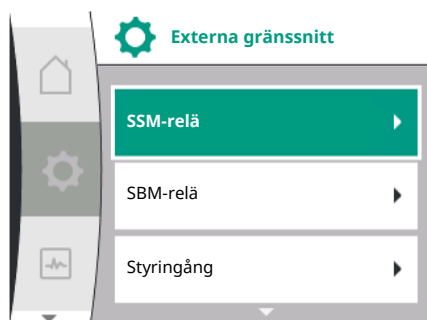 Externa gränssnitt
SSM-relä
SBM-relä
Styringång